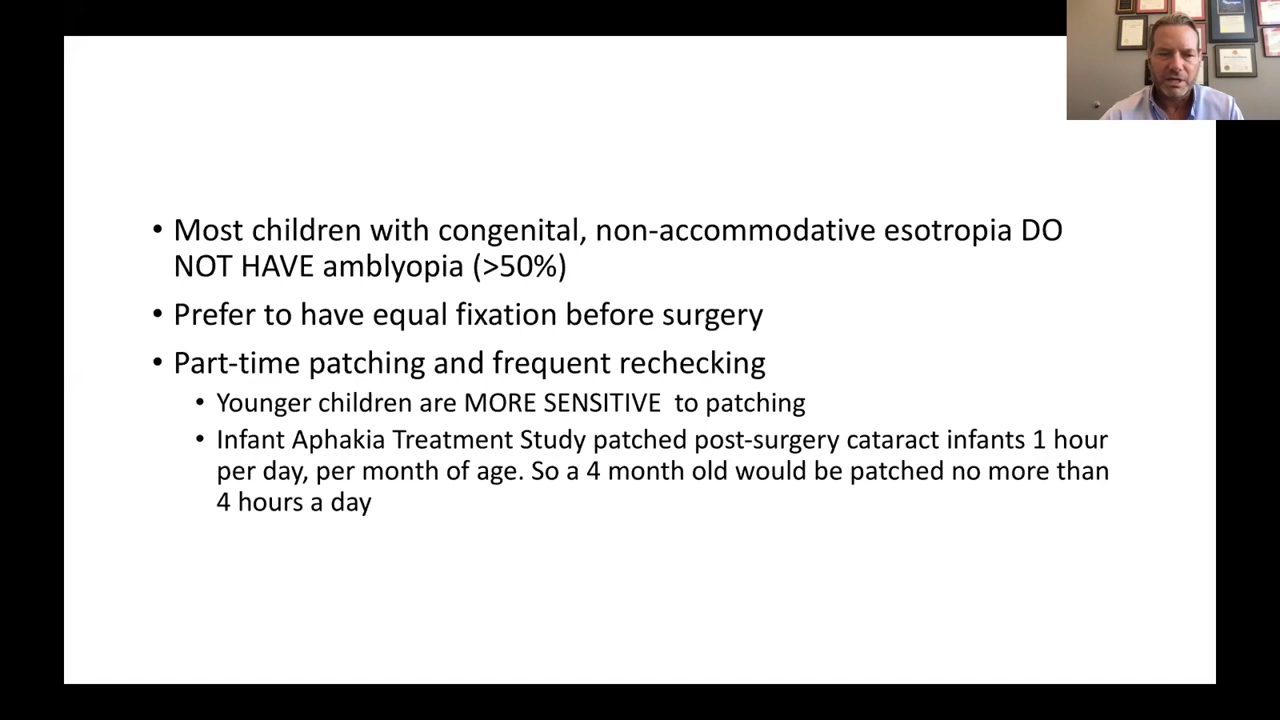 • Most children with congenital, non-accommodative esotropia DO
NOT HAVE amblyopia (>50%)
• Prefer to have equal fixation before surgery
• Part-time patching and frequent rechecking
• Younger children are MORE SENSITIVE  to patching
• Infant Aphakia Treatment Study patched post-surgery cataract infants 1 hour
per day, per month of age. So a 4 month old would be patched no more than
4 hours a day